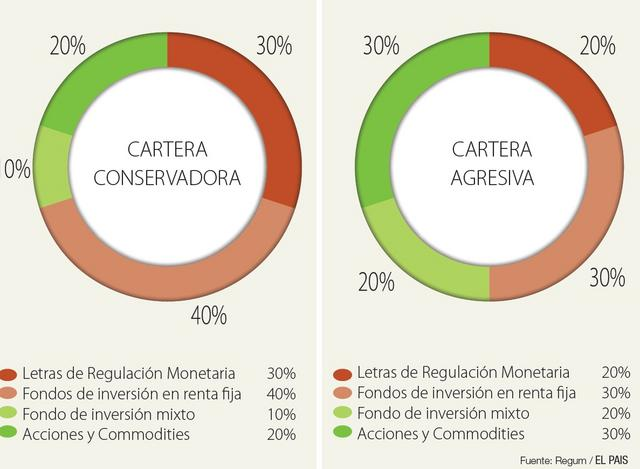 20%
30%
10%
CARTERA
CONSERVADORA
40%
Letras de Regulación Monetaria 30%
Fondos de inversión en renta fija 40%
Fondo de inversión mixto 10%
Acciones y Commodities 20%
30%
20%
CARTERA
AGRESIVA
20%
30%
Letras de Regulación Monetaria 20%
Fondos de inversión en renta fija 30%
Fondo de inversión mixto 20%
Acciones y Commodities 30%
Fuente: Regum / EL PAIS